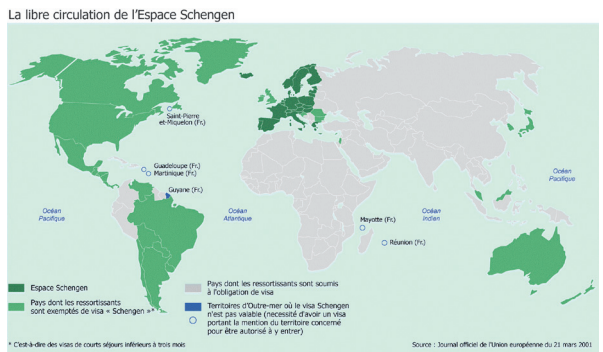 La libre circulation de l'Espace Schengen
Saint-Pierre
et-Miquelon (Fr.)
Guadeloupe (Fr.)
Martinique (Fr.)
Guyane (Fr.)
Océan
Pacifique
Océan
Atlantique
Mayotte (Fr.)
Réunion (Fr.)
Océan
Indien
Océan
Pacifique
Espace Schengen
Pays dont les ressortissants
sont exemptés de visa « Schengen »*
Pays dont les ressortissants sont soumis
à l'obligation de visa
Territoires d'Outre-mer où le visa Schengen
n'est pas valable (necessité d'avoir un visa
portant la mention du territoire concerné
pour être autorisé à y entrer)
* C'est-à-dire des visas de courts séjours inférieurs à trois mois
Source : Journal officiel de l'Union européenne du 21 mars 2001